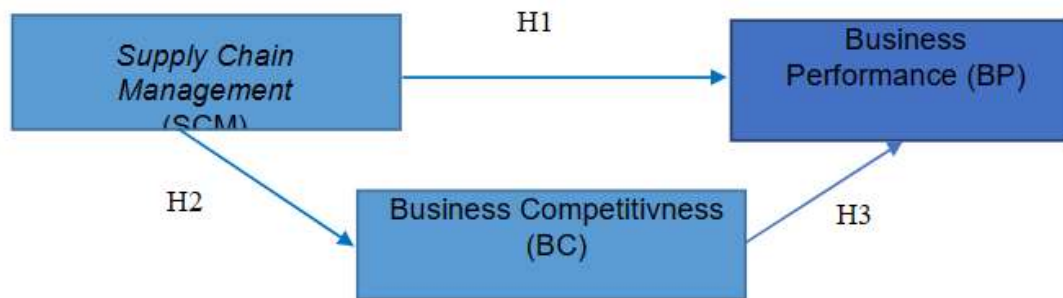 H1
Supply Chain
Management
(SCM)
Business
Performance (BP)
H2
Business Competitivness
(BC)
H3